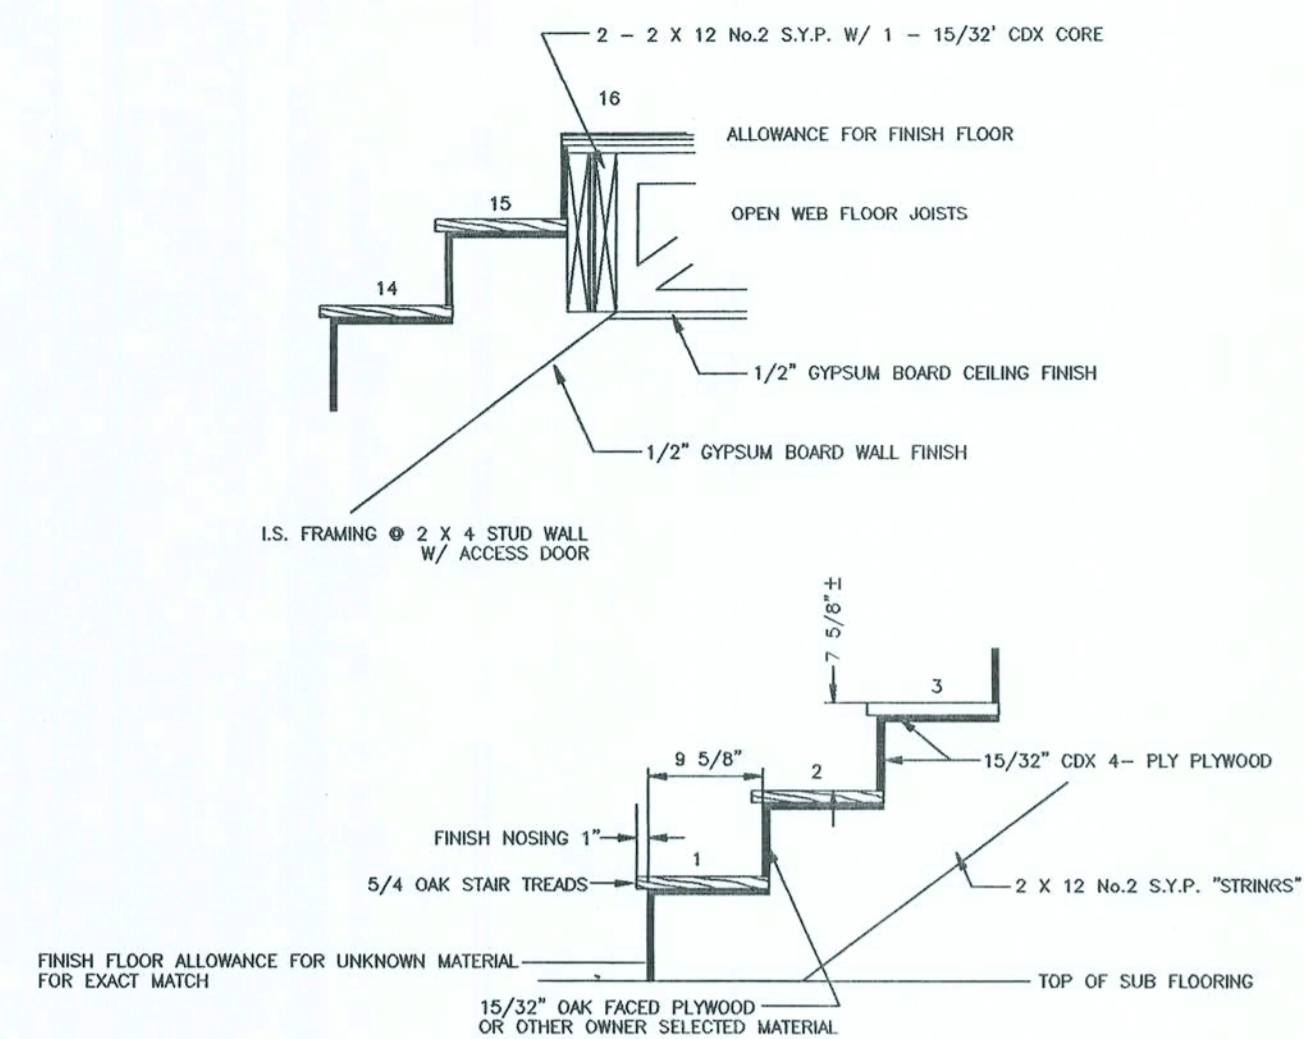 2 - 2 X 12 No.2 S.Y.P. W/ 1 - 15/32' CDX CORE
16
ALLOWANCE FOR FINISH FLOOR
15
OPEN WEB FLOOR JOISTS
14
1/2" GYPSUM BOARD CEILING FINISH
1/2" GYPSUM BOARD WALL FINISH
I.S. FRAMING @ 2 X 4 STUD WALL
W/ ACCESS DOOR
7 5/8"±
3
9 5/8"
2
15/32" CDX 4- PLY PLYWOOD
FINISH NOSING 1"
1
5/4 OAK STAIR TREADS
2 X 12 No.2 S.Y.P. "STRINRS"
FINISH FLOOR ALLOWANCE FOR UNKNOWN MATERIAL
FOR EXACT MATCH
TOP OF SUB FLOORING
15/32" OAK FACED PLYWOOD
OR OTHER OWNER SELECTED MATERIAL